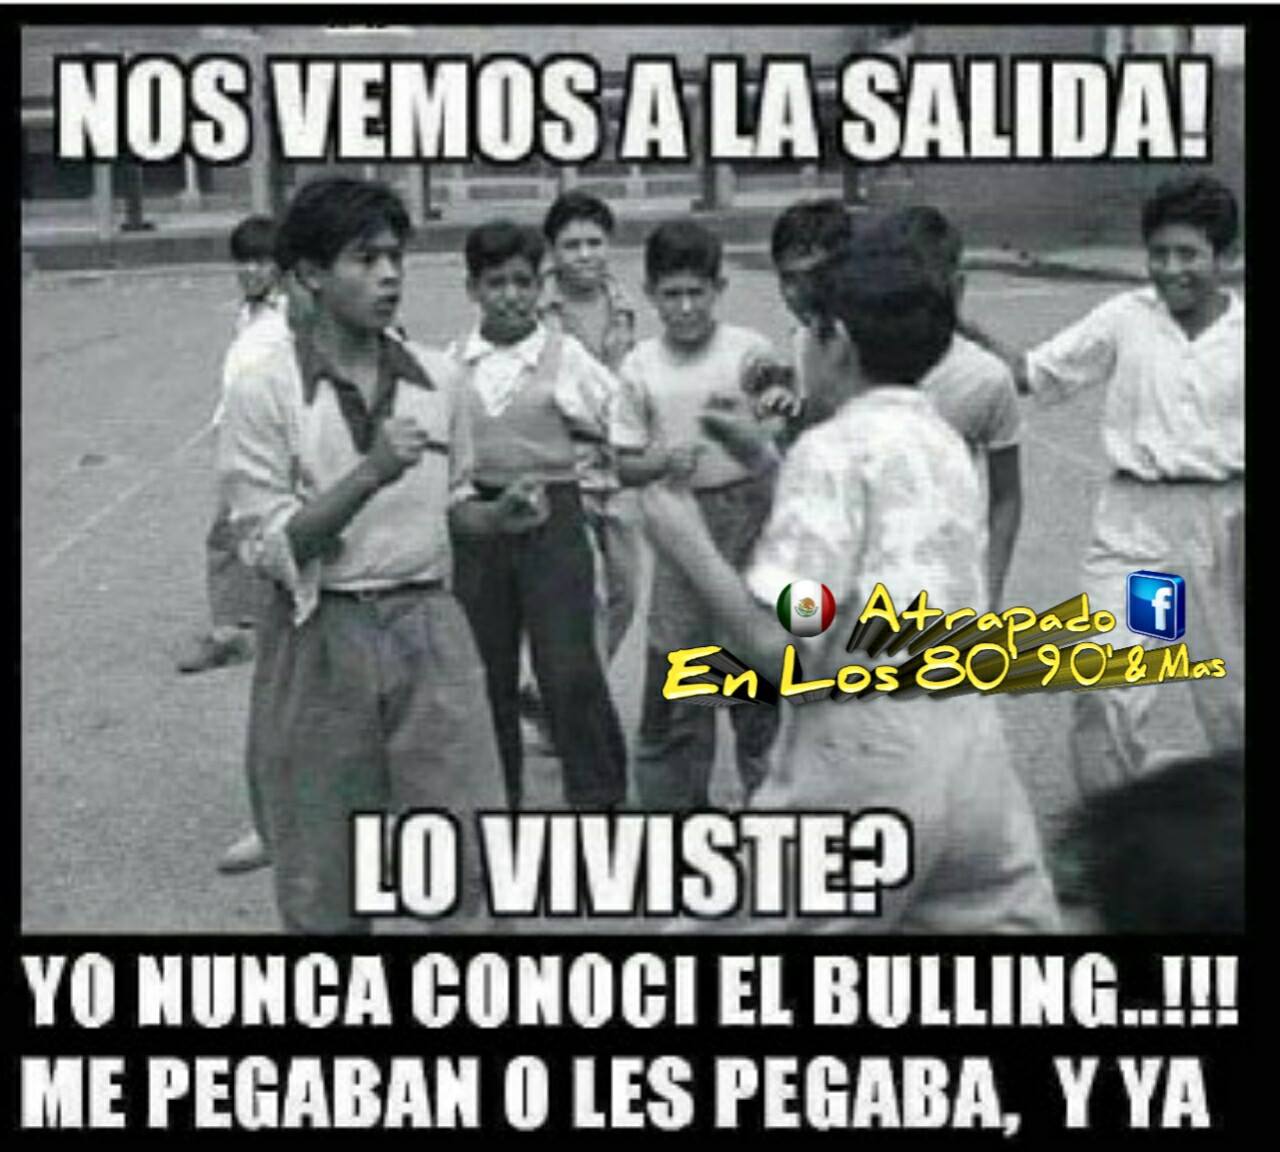 NOS VEMOS A LA SALIDA!
Atrapado f
En Los 80' 90' & Mas
LO VIVISTE?
YO NUNCA CONOCI EL BULLING..!!!
ME PEGABAN O LES PEGABA, Y YA